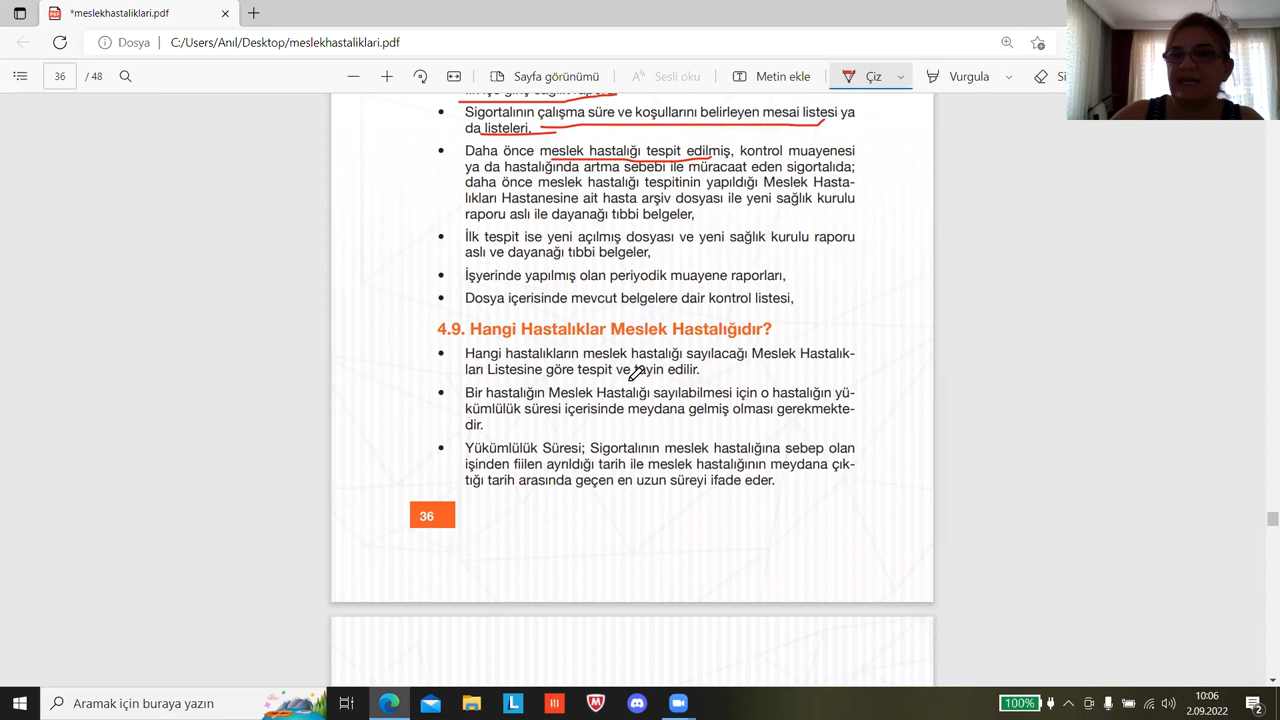 *meslekhastaliklari.pdf
Dosya
C:/Users/Anıl/Desktop/meslekhastaliklari.pdf
36 / 48
Sayfa görünümü
Sesli oku
Metin ekle
Çiz
Vurgula
Sigortalının çalışma süre ve koşullarını belirleyen mesai listesi ya
da listeleri.
Daha önce meslek hastalığı tespit edilmiş, kontrol muayenesi
ya da hastalığında artma sebebi ile müracaat eden sigortalıda;
daha önce meslek hastalığı tespitinin yapıldığı Meslek Hasta-
lıkları Hastanesine ait hasta arşiv dosyası ile yeni sağlık kurulu
raporu aslı ile dayanağı tıbbi belgeler,
İlk tespit ise yeni açılmış dosyası ve yeni sağlık kurulu raporu
aslı ve dayanağı tıbbi belgeler,
İşyerinde yapılmış olan periyodik muayene raporları,
Dosya içerisinde mevcut belgelere dair kontrol listesi,
4.9. Hangi Hastalıklar Meslek Hastalığıdır?
Hangi hastalıkların meslek hastalığı sayılacağı Meslek Hastalık-
ları Listesine göre tespit ve tayin edilir.
Bir hastalığın Meslek Hastalığı sayılabilmesi için o hastalığın yü-
kümlülük süresi içerisinde meydana gelmiş olması gerekmekte-
dir.
Yükümlülük Süresi; Sigortalının meslek hastalığına sebep olan
işinden fiilen ayrıldığı tarih ile meslek hastalığının meydana çık-
tığı tarih arasında geçen en uzun süreyi ifade eder.
36
Aramak için buraya yazın
100%
10:06
2.09.2022
2